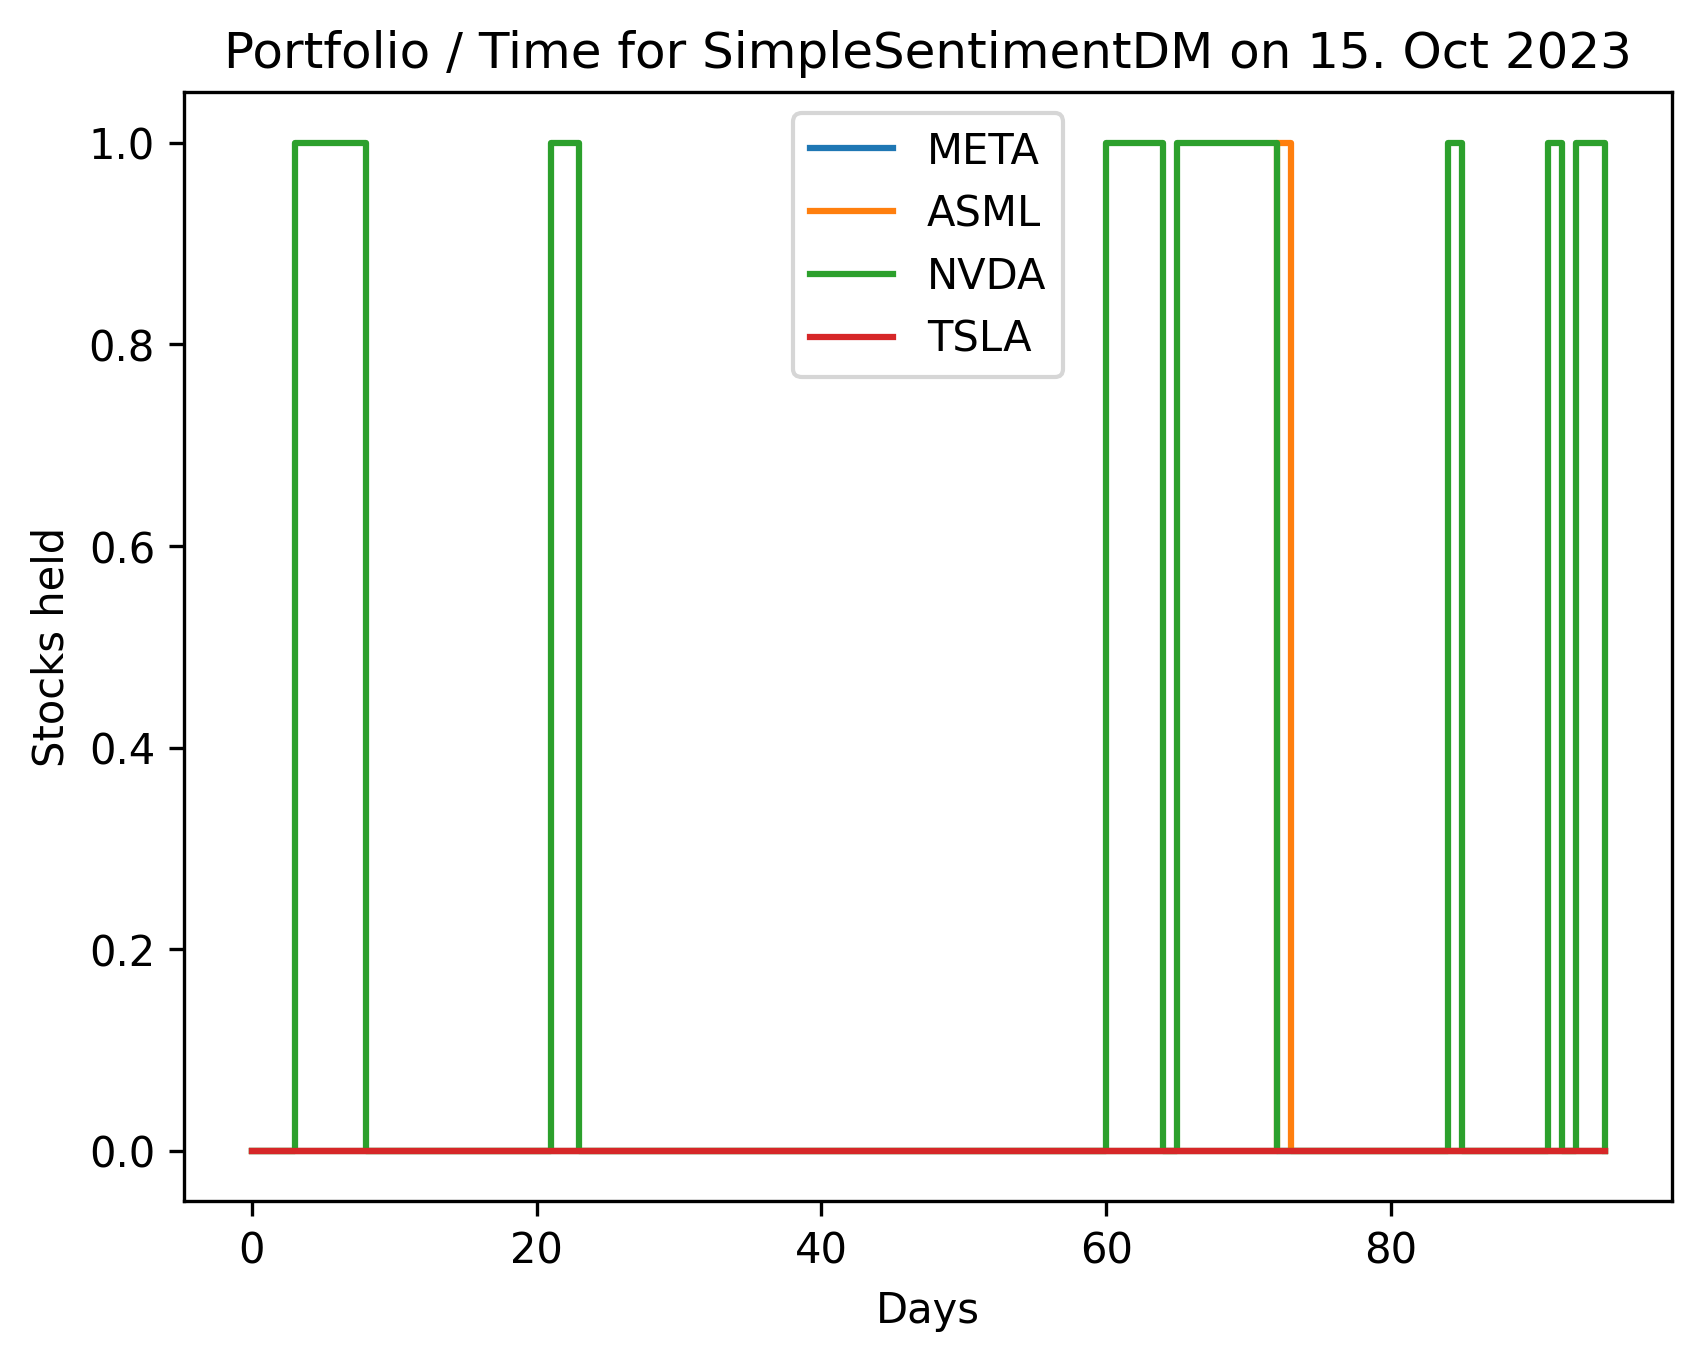 Portfolio / Time for SimpleSentimentDM on 15. Oct 2023
META
ASML
NVDA
TSLA
Stocks held
1.0
0.8
0.6
0.4
0.2
0.0
0 20 40 60 80
Days